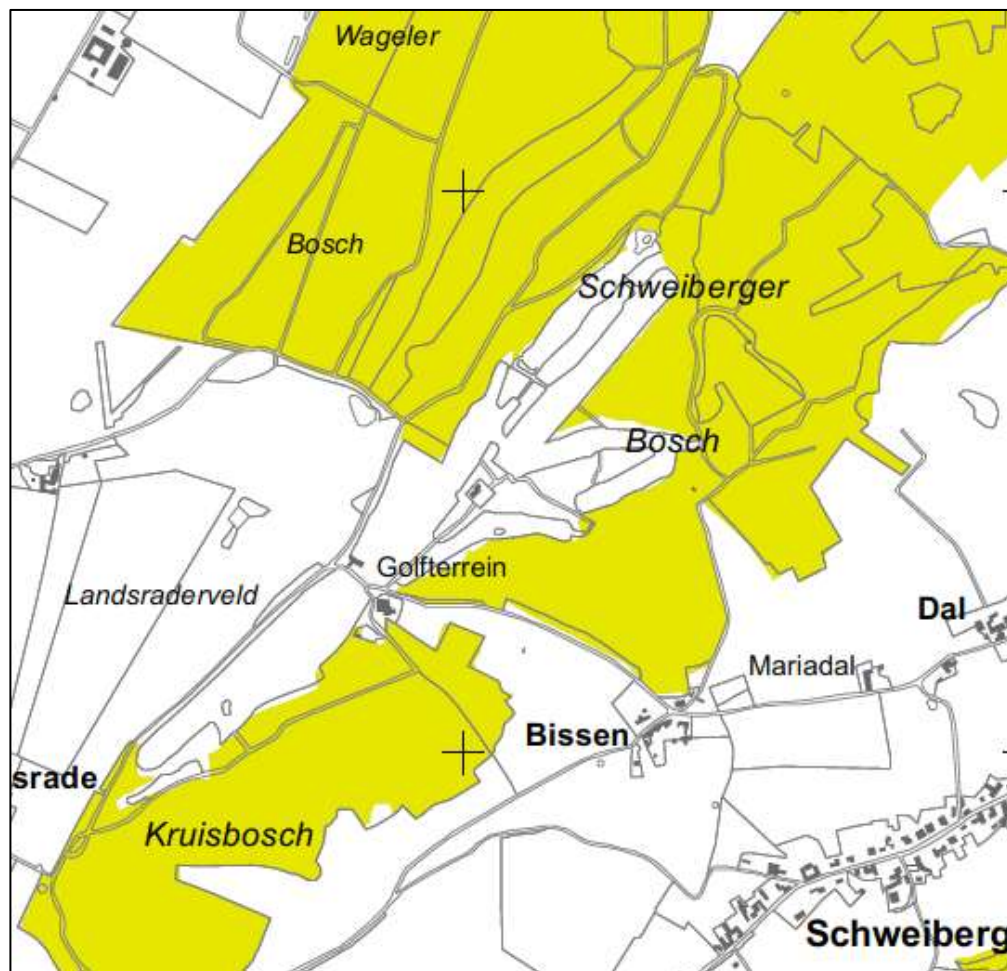 Wageler
Bosch
Schweiberger
Bosch
Golfterrein
Landsraderveld
Dal
Mariadal
Bissen
srade
Kruisbosch
Schweiberg